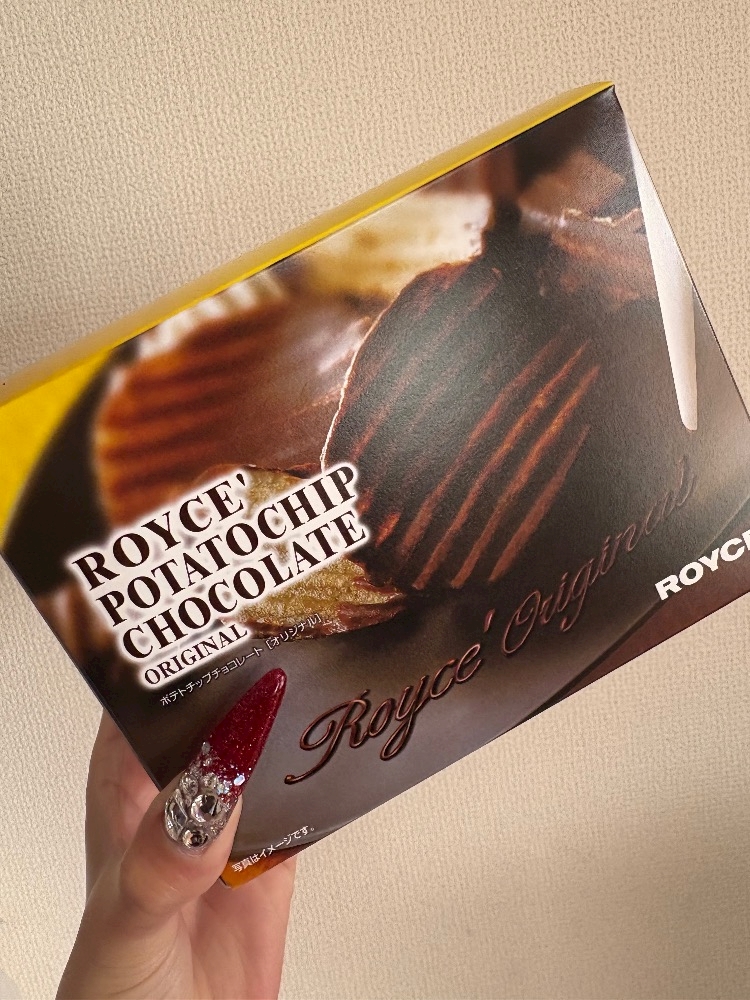 ROYCE'
POTATOCHIP
CHOCOLATE
ORIGINAL
ポテトチップチョコレート［オリジナル］
Royce' Original
ROYCE
写真はイメージです。